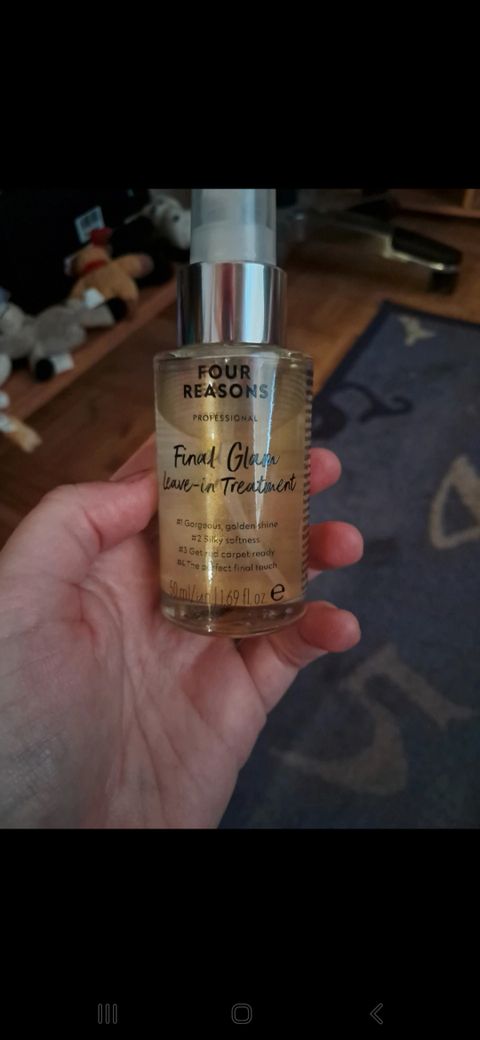 FOUR
REASONS
PROFESSIONAL
Final Glam
Leave-in Treatment
#1 Gorgeous, golden shine
#2 Silky softness
#3 Get red carpet ready
#4 The perfect final touch
50 ml/мл | 1.69 fl. oz e